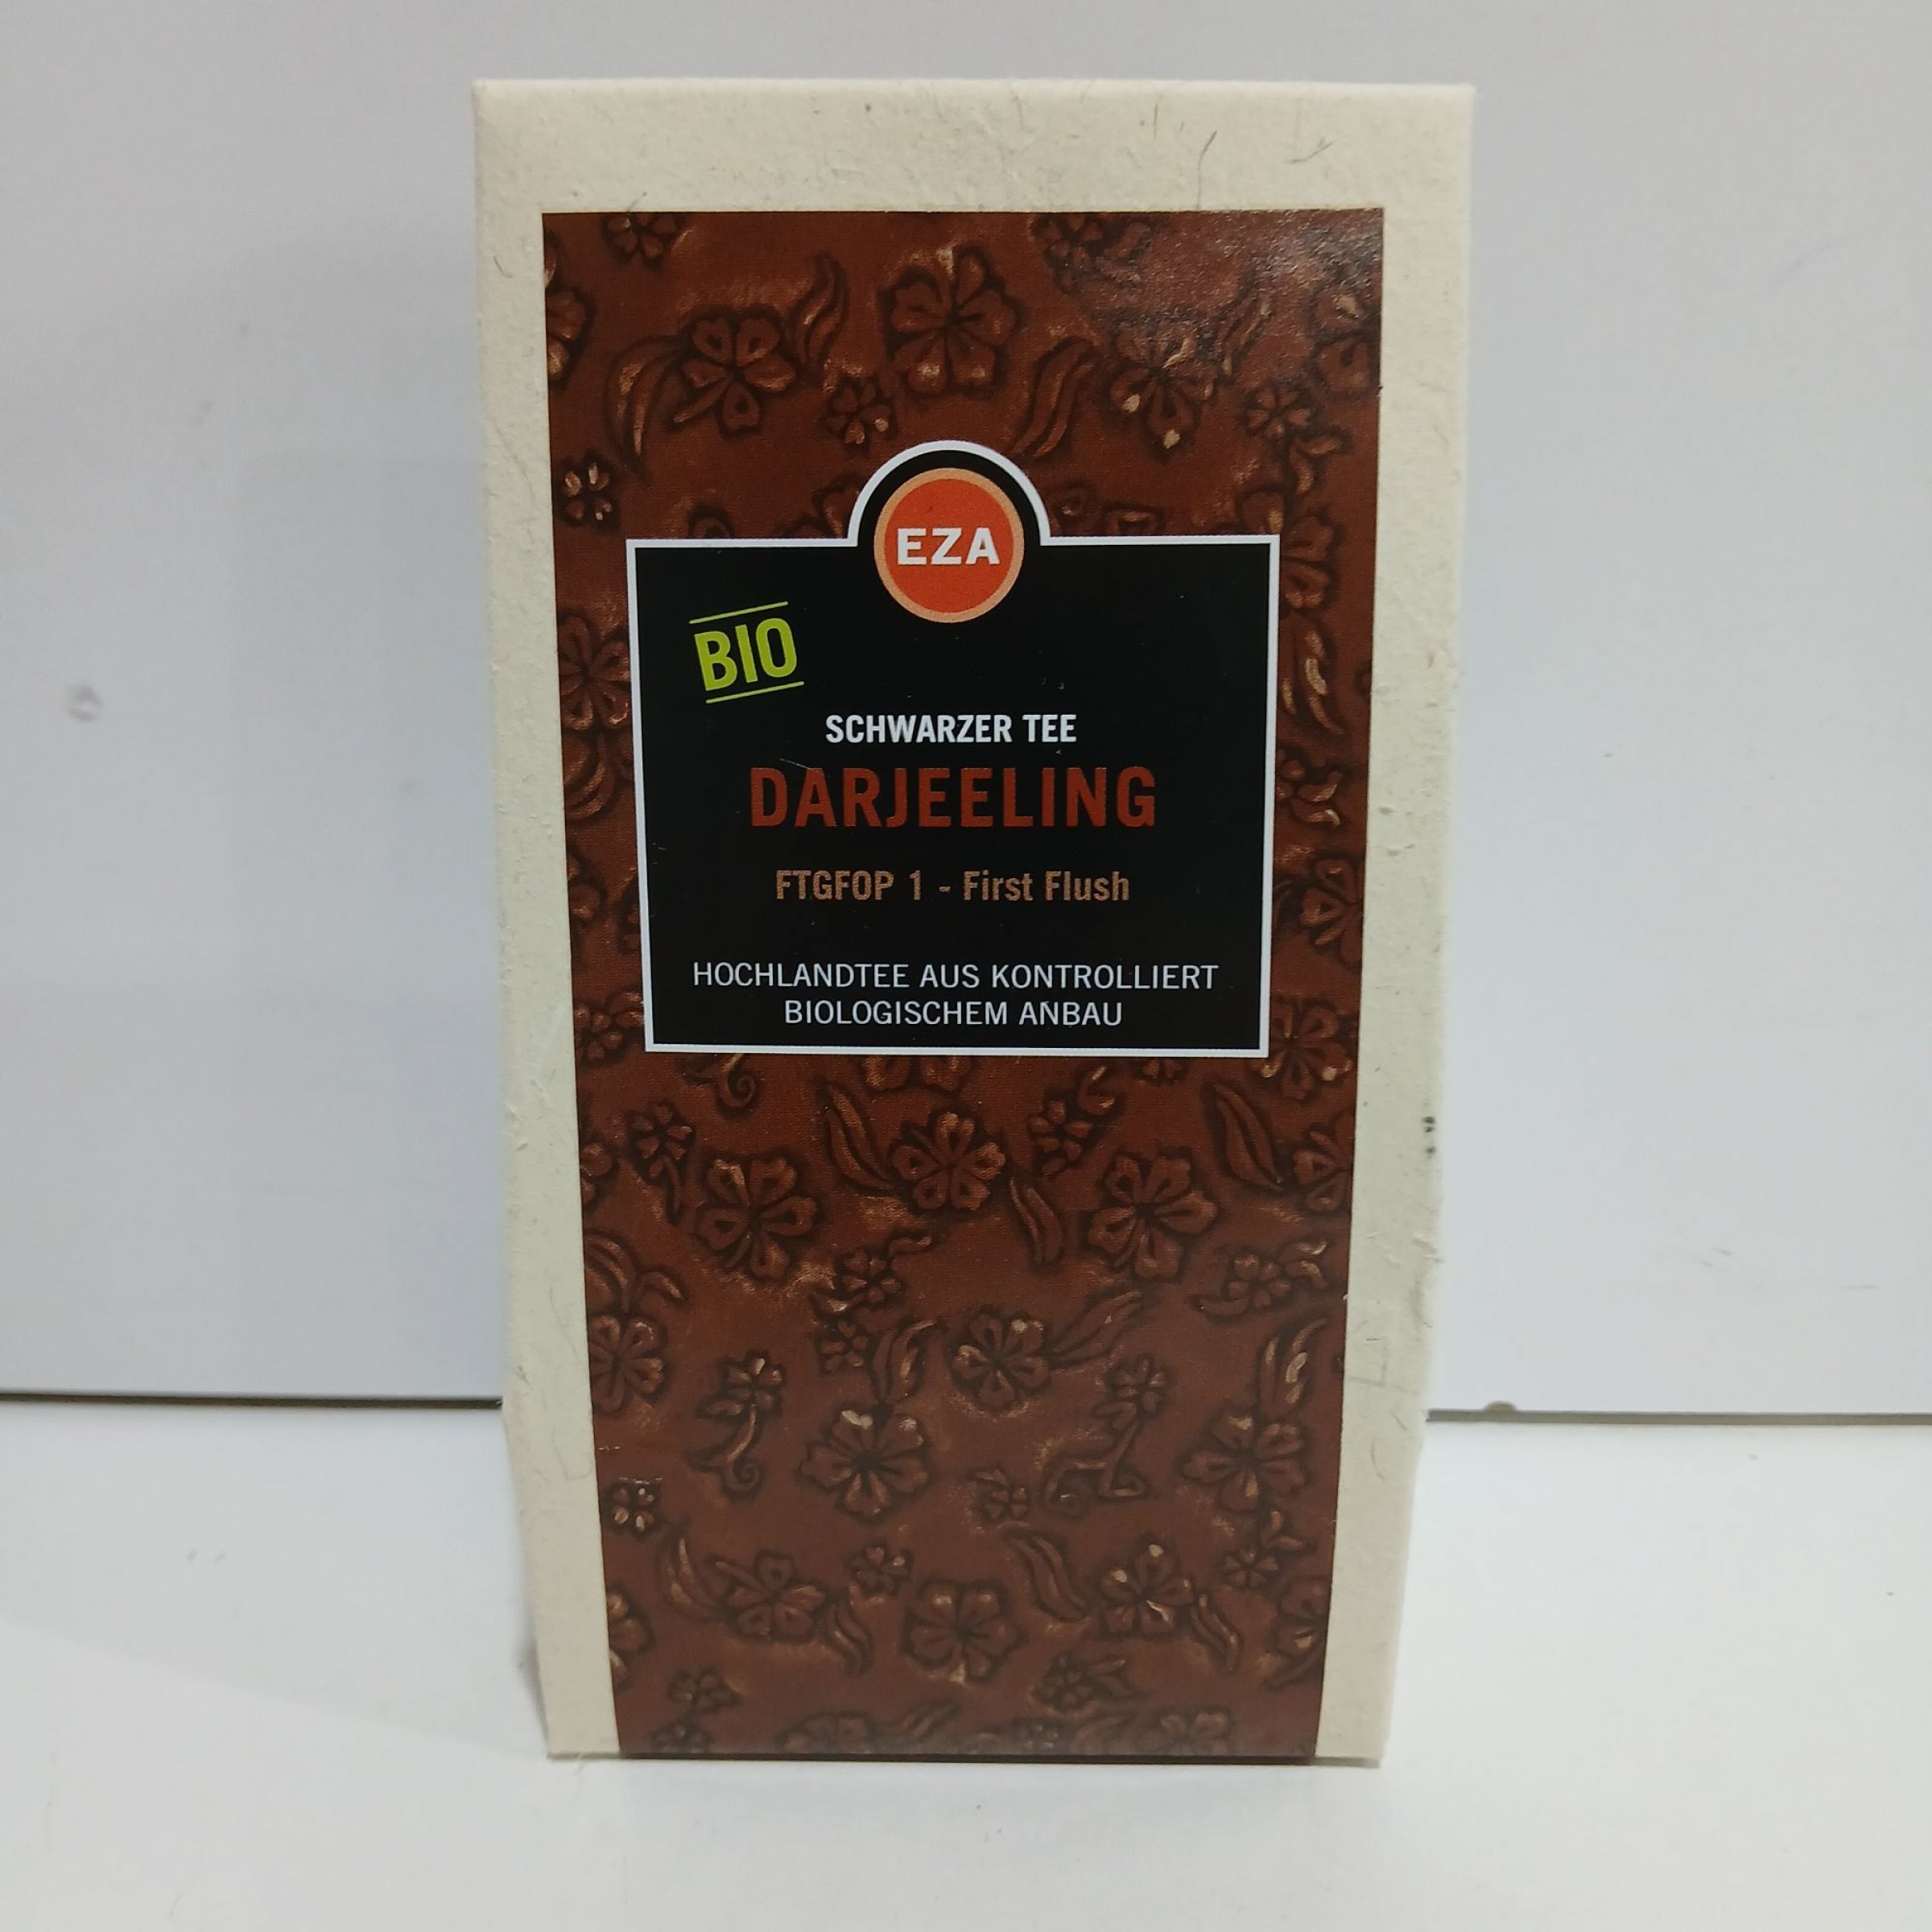 EZA
BIO
SCHWARZER TEE
DARJEELING
FTGFOP 1 - First Flush
HOCHLANDTEE AUS KONTROLLIERT
BIOLOGISCHEM ANBAU